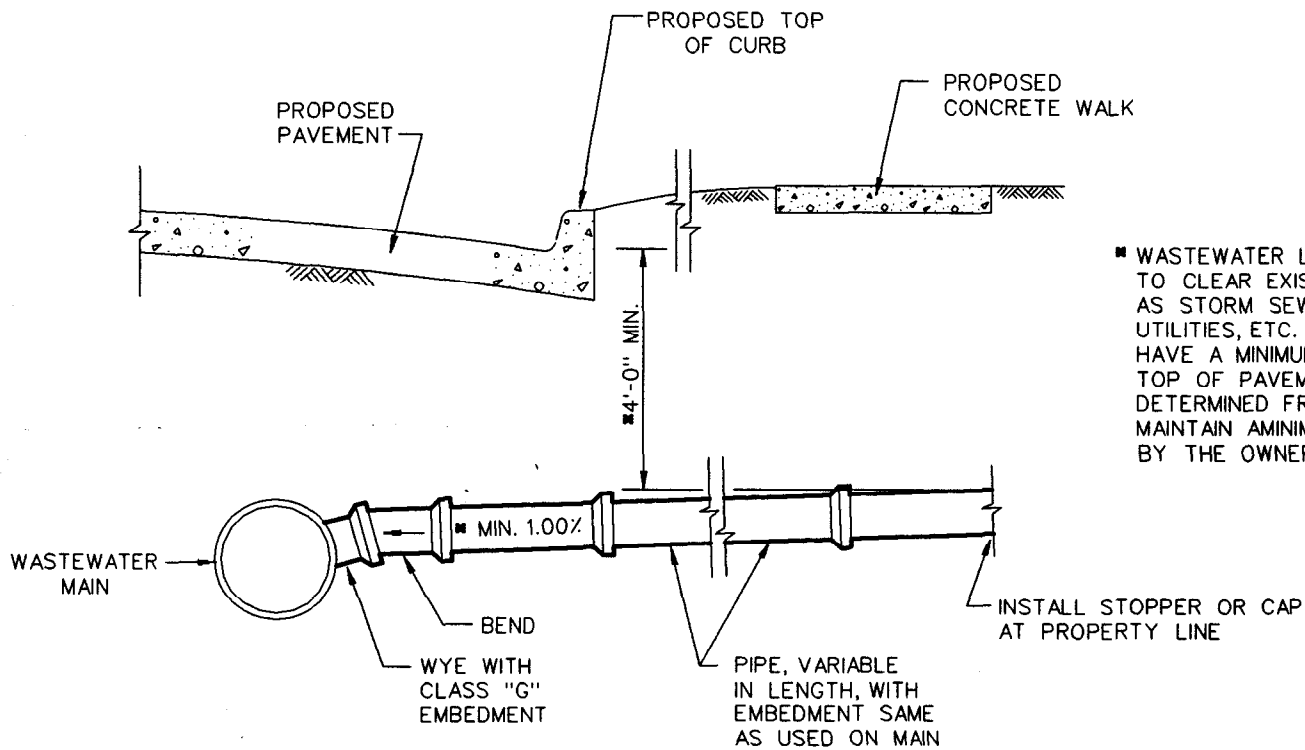 PROPOSED TOP
OF CURB
PROPOSED
CONCRETE WALK
PROPOSED
PAVEMENT
WASTEWATER L
TO CLEAR EXIS
AS STORM SEW
UTILITIES, ETC.
HAVE A MINIMU
TOP OF PAVEM
DETERMINED FR
MAINTAIN AMINIM
BY THE OWNER
4'-0" MIN.
MIN. 1.00%
WASTEWATER
MAIN
BEND
WYE WITH
CLASS "G"
EMBEDMENT
PIPE, VARIABLE
IN LENGTH, WITH
EMBEDMENT SAME
AS USED ON MAIN
INSTALL STOPPER OR CAP
AT PROPERTY LINE